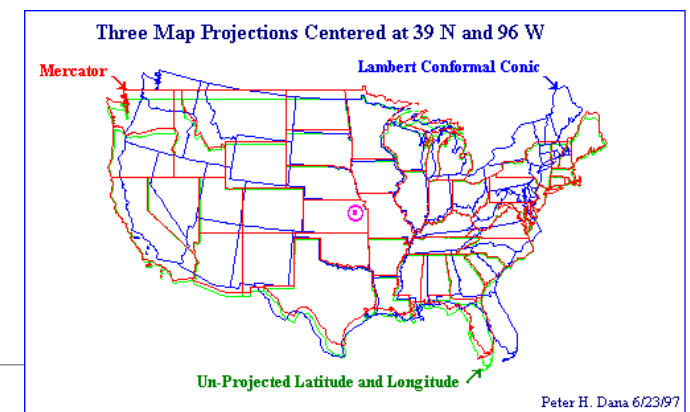 Three Map Projections Centered at 39 N and 96 W
Mercator
Lambert Conformal Conic
Un-Projected Latitude and Longitude
Peter H. Dana 6/23/97